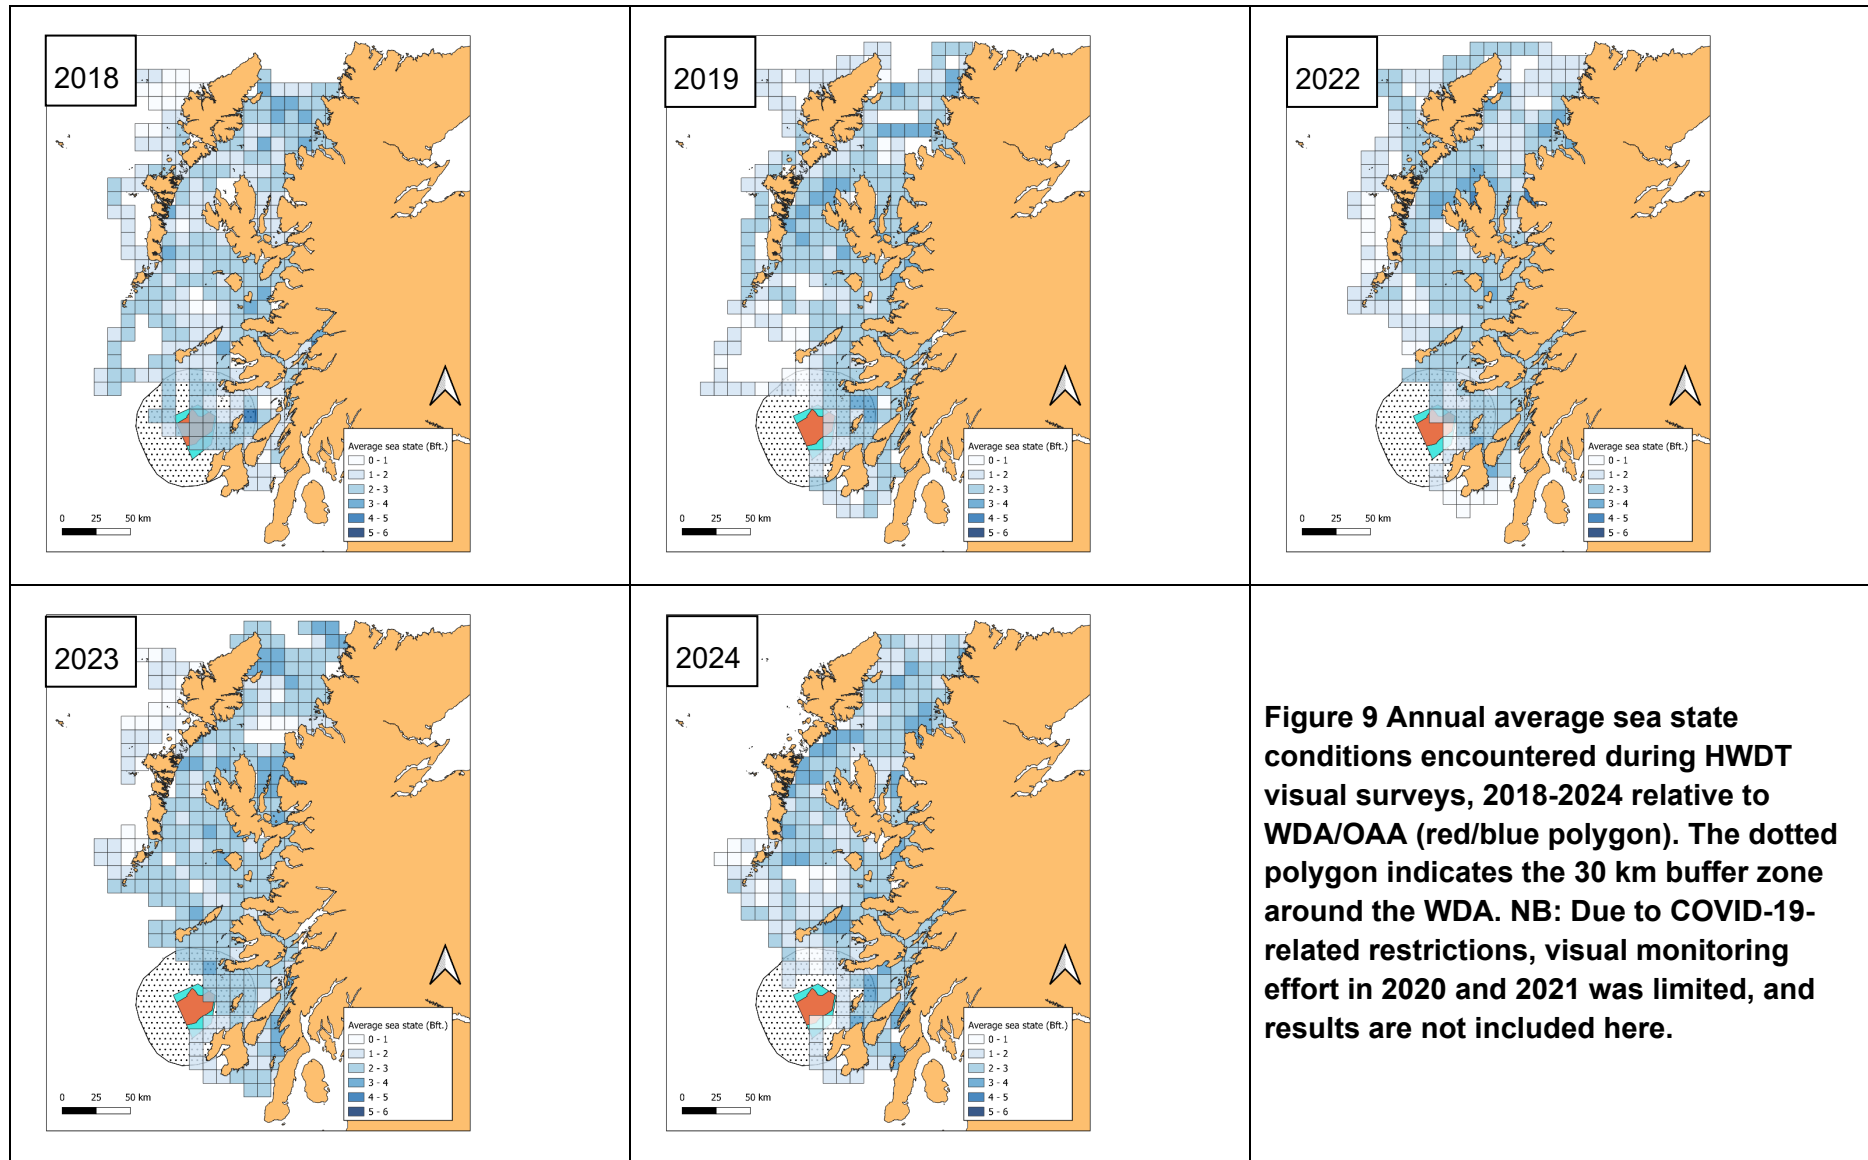 2018
Average sea state (Bft.)
0 - 1
1 - 2
2 - 3
3 - 4
4 - 5
5 - 6
0 25 50 km
2019
Average sea state (Bft.)
0 - 1
1 - 2
2 - 3
3 - 4
4 - 5
5 - 6
0 25 50 km
2022
Average sea state (Bft.)
0 - 1
1 - 2
2 - 3
3 - 4
4 - 5
5 - 6
0 25 50 km
2023
Average sea state (Bft.)
0 - 1
1 - 2
2 - 3
3 - 4
4 - 5
5 - 6
0 25 50 km
2024
Average sea state (Bft.)
0 - 1
1 - 2
2 - 3
3 - 4
4 - 5
5 - 6
0 25 50 km
Figure 9 Annual average sea state
conditions encountered during HWDT
visual surveys, 2018-2024 relative to
WDA/OAA (red/blue polygon). The dotted
polygon indicates the 30 km buffer zone
around the WDA. NB: Due to COVID-19-
related restrictions, visual monitoring
effort in 2020 and 2021 was limited, and
results are not included here.